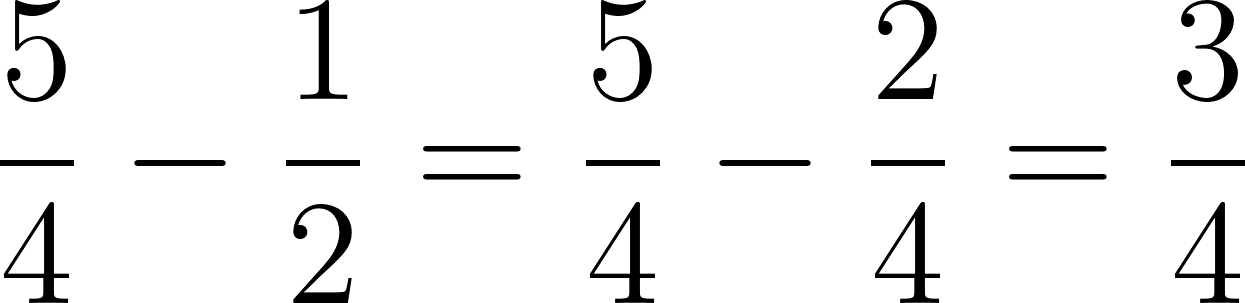 5/4 − 1/2 = 5/4 − 2/4 = 3/4